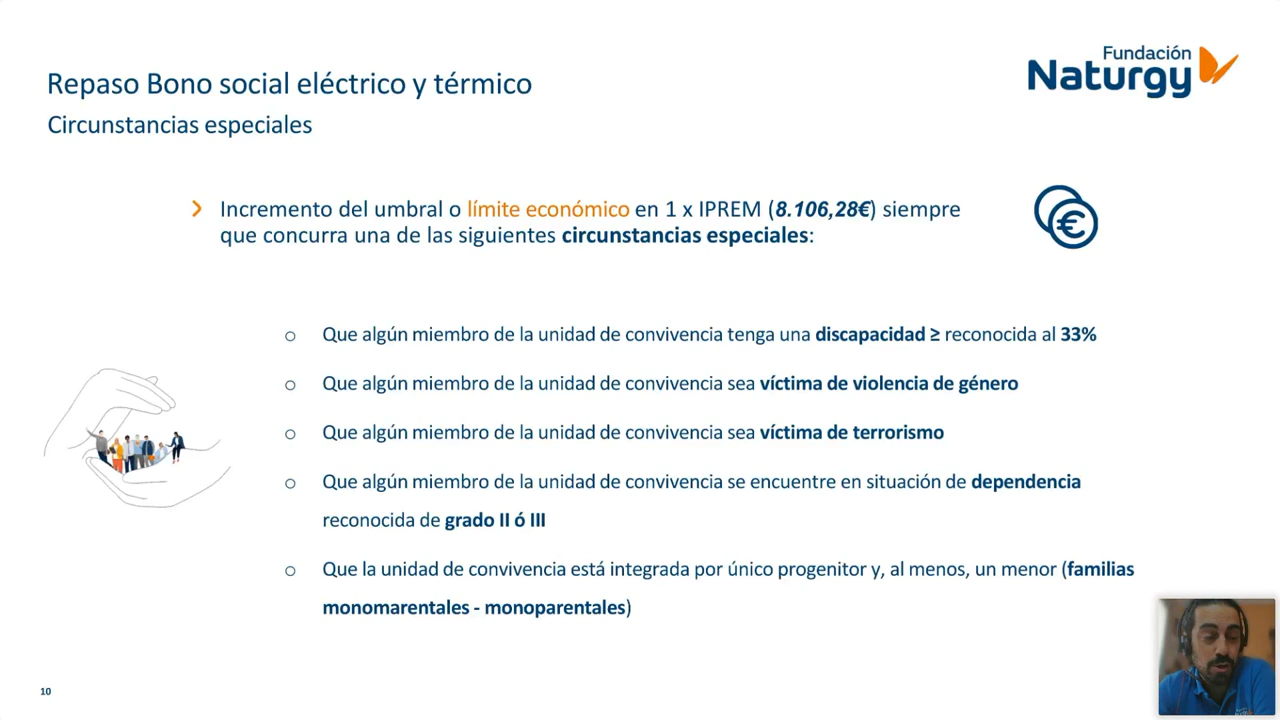 Fundación
Naturgy
Repaso Bono social eléctrico y térmico
Circunstancias especiales
Incremento del umbral o límite económico en 1 x IPREM (8.106,28€) siempre
que concurra una de las siguientes circunstancias especiales:
Que algún miembro de la unidad de convivencia tenga una discapacidad ≥ reconocida al 33%
Que algún miembro de la unidad de convivencia sea víctima de violencia de género
Que algún miembro de la unidad de convivencia sea víctima de terrorismo
Que algún miembro de la unidad de convivencia se encuentre en situación de dependencia
reconocida de grado II ó III
Que la unidad de convivencia está integrada por único progenitor y, al menos, un menor (familias
monomarentales - monoparentales)
10